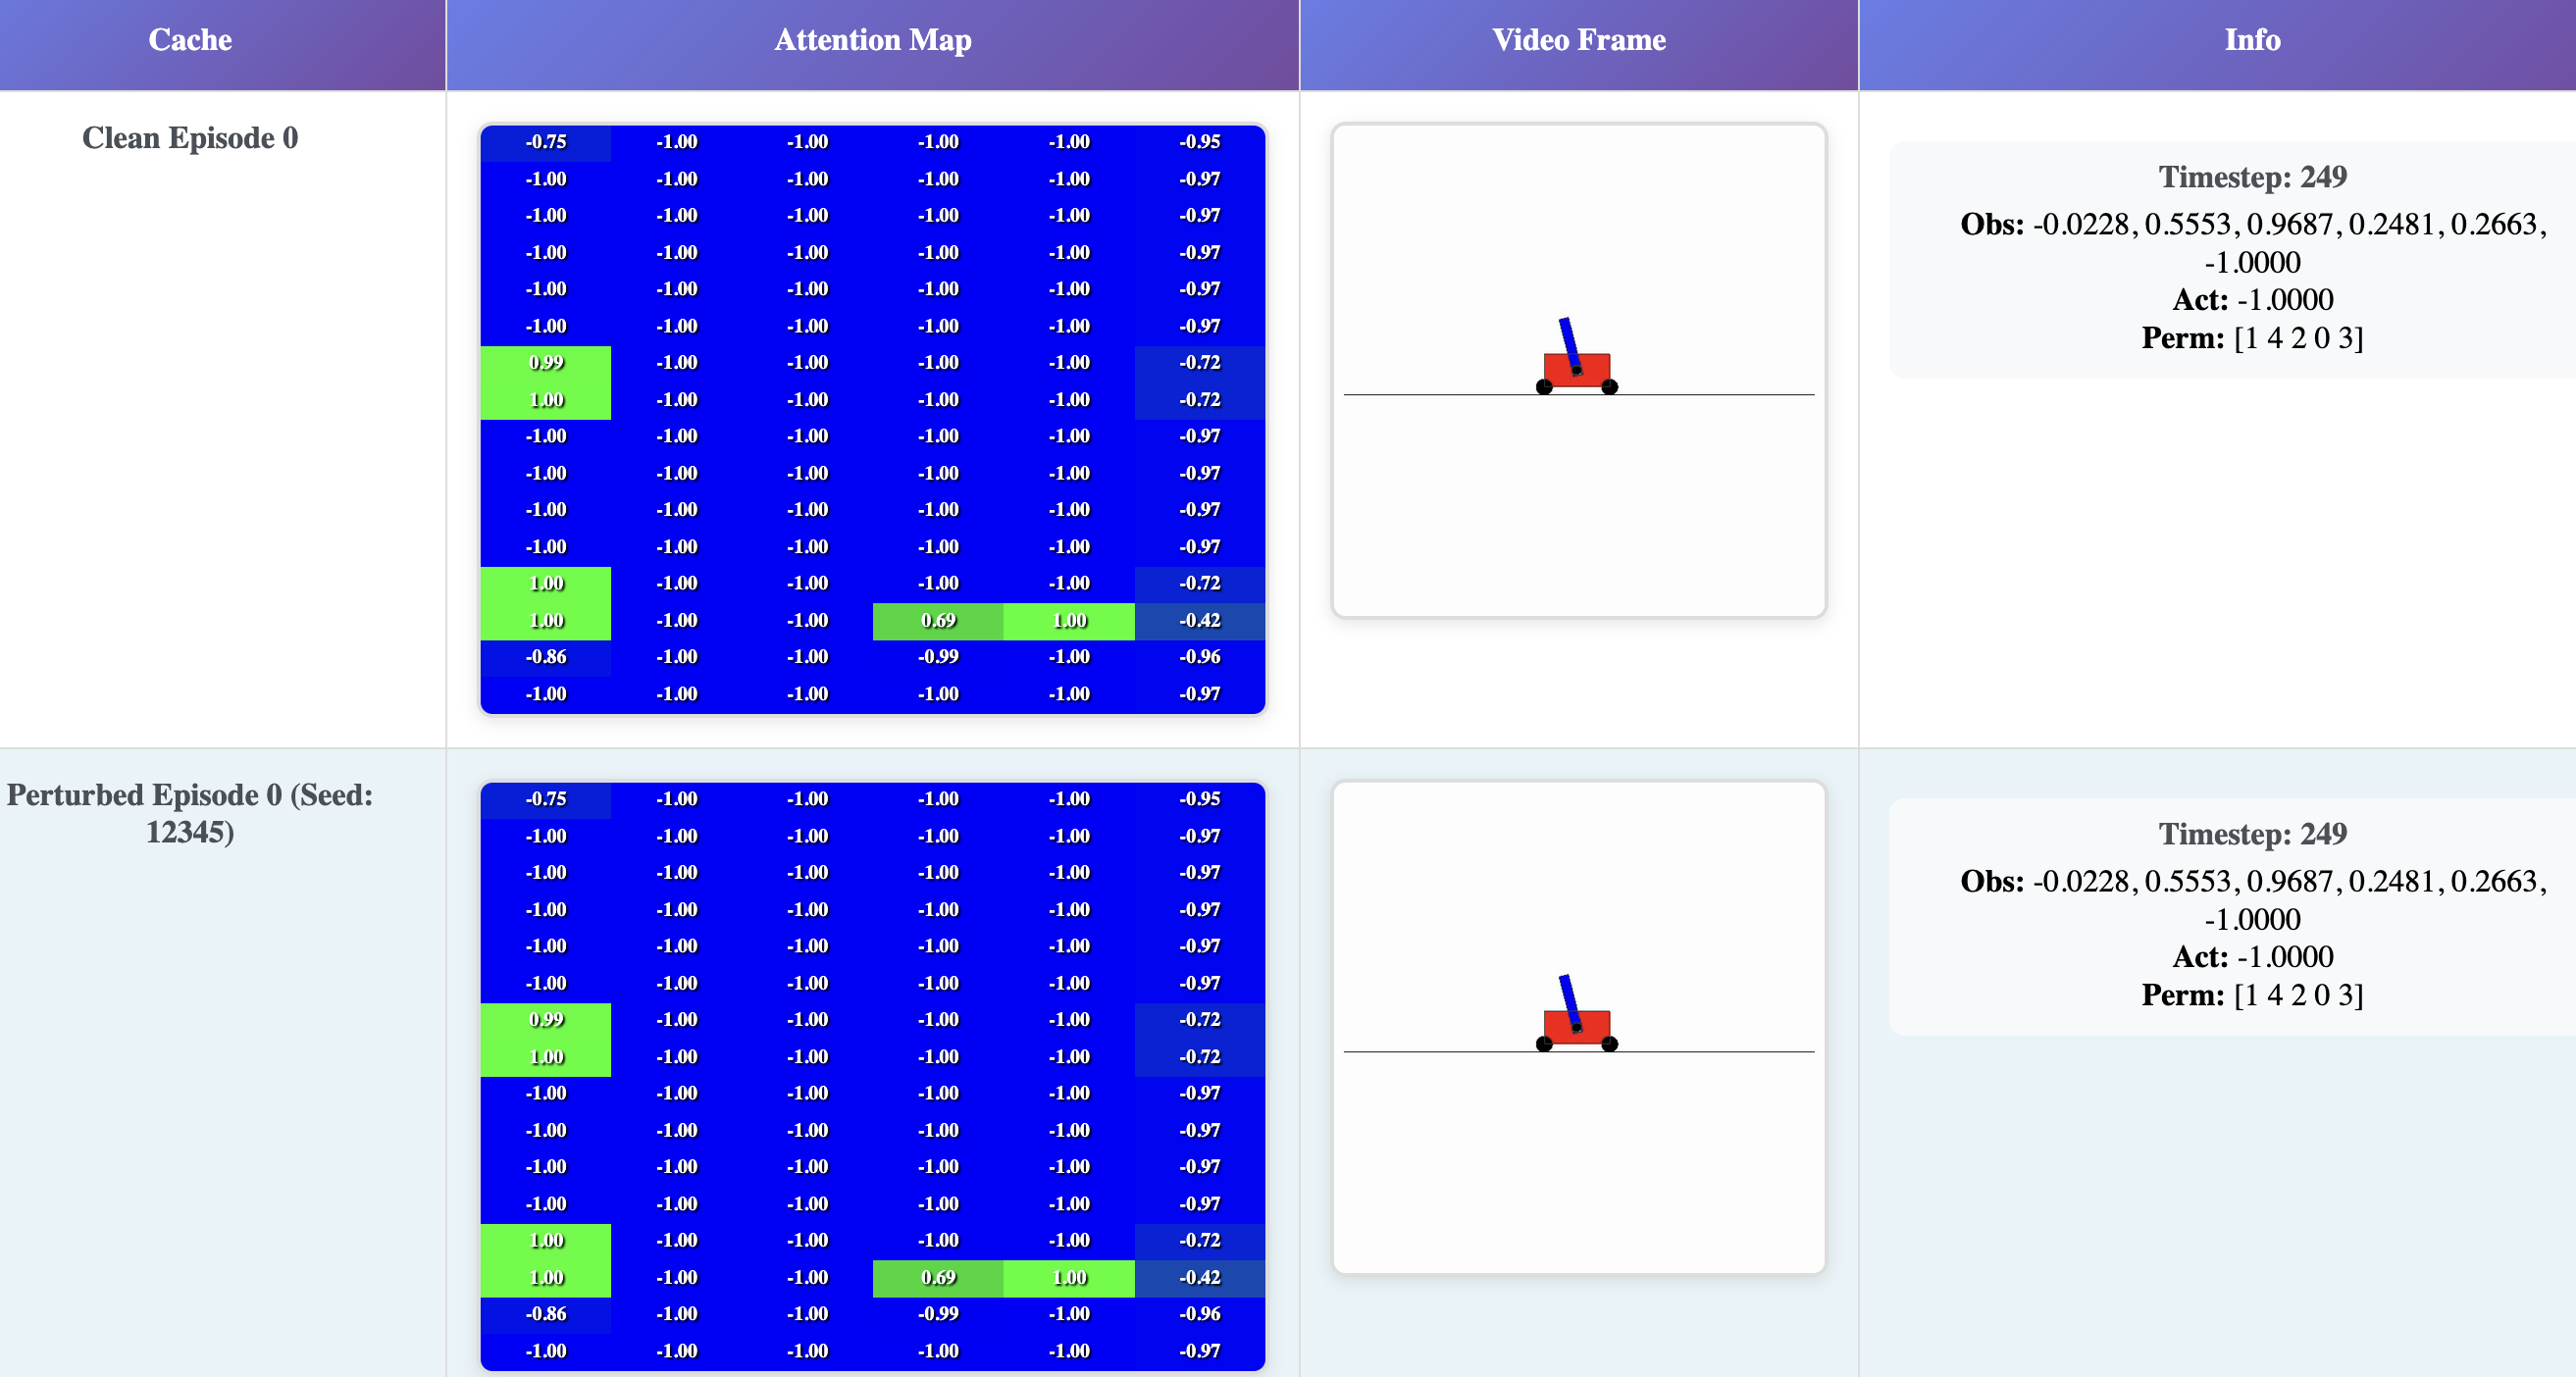 Cache Attention Map Video Frame Info
Clean Episode 0
-0.75 -1.00 -1.00 -1.00 -1.00 -0.95
-1.00 -1.00 -1.00 -1.00 -1.00 -0.97
-1.00 -1.00 -1.00 -1.00 -1.00 -0.97
-1.00 -1.00 -1.00 -1.00 -1.00 -0.97
-1.00 -1.00 -1.00 -1.00 -1.00 -0.97
-1.00 -1.00 -1.00 -1.00 -1.00 -0.97
0.99 -1.00 -1.00 -1.00 -1.00 -0.72
1.00 -1.00 -1.00 -1.00 -1.00 -0.72
-1.00 -1.00 -1.00 -1.00 -1.00 -0.97
-1.00 -1.00 -1.00 -1.00 -1.00 -0.97
-1.00 -1.00 -1.00 -1.00 -1.00 -0.97
-1.00 -1.00 -1.00 -1.00 -1.00 -0.97
1.00 -1.00 -1.00 -1.00 -1.00 -0.72
1.00 -1.00 -1.00 0.69 1.00 -0.42
-0.86 -1.00 -1.00 -0.99 -1.00 -0.96
-1.00 -1.00 -1.00 -1.00 -1.00 -0.97
Timestep: 249
Obs: -0.0228, 0.5553, 0.9687, 0.2481, 0.2663,
-1.0000
Act: -1.0000
Perm: [1 4 2 0 3]
Perturbed Episode 0 (Seed:
12345)
-0.75 -1.00 -1.00 -1.00 -1.00 -0.95
-1.00 -1.00 -1.00 -1.00 -1.00 -0.97
-1.00 -1.00 -1.00 -1.00 -1.00 -0.97
-1.00 -1.00 -1.00 -1.00 -1.00 -0.97
-1.00 -1.00 -1.00 -1.00 -1.00 -0.97
-1.00 -1.00 -1.00 -1.00 -1.00 -0.97
0.99 -1.00 -1.00 -1.00 -1.00 -0.72
1.00 -1.00 -1.00 -1.00 -1.00 -0.72
-1.00 -1.00 -1.00 -1.00 -1.00 -0.97
-1.00 -1.00 -1.00 -1.00 -1.00 -0.97
-1.00 -1.00 -1.00 -1.00 -1.00 -0.97
-1.00 -1.00 -1.00 -1.00 -1.00 -0.97
1.00 -1.00 -1.00 -1.00 -1.00 -0.72
1.00 -1.00 -1.00 0.69 1.00 -0.42
-0.86 -1.00 -1.00 -0.99 -1.00 -0.96
-1.00 -1.00 -1.00 -1.00 -1.00 -0.97
Timestep: 249
Obs: -0.0228, 0.5553, 0.9687, 0.2481, 0.2663,
-1.0000
Act: -1.0000
Perm: [1 4 2 0 3]